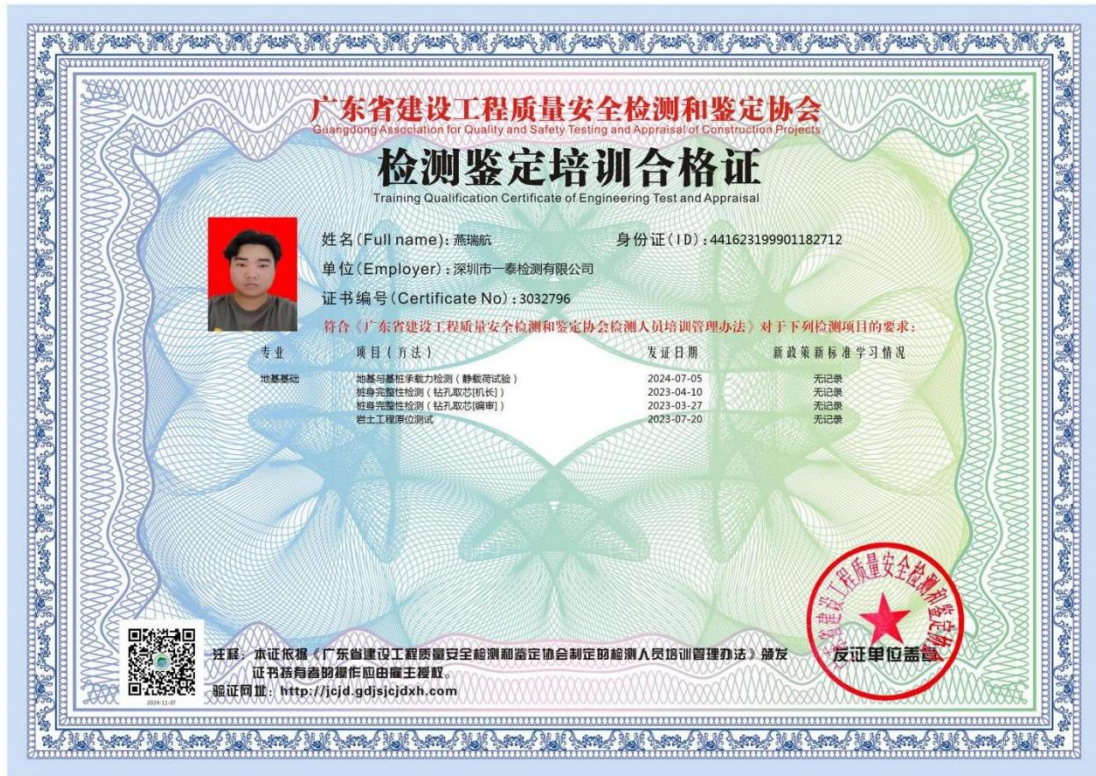 广东省建设工程质量安全检测和鉴定协会
Guangdong Association for Quality and Safety Testing and Appraisal of Construction Projects
检测鉴定培训合格证
Training Qualification Certificate of Engineering Test and Appraisal
姓名(Full name): 燕瑞航 身份证(ID): 441623199901182712
单位(Employer): 深圳市一泰检测有限公司
证书编号(Certificate No): 3032796
符合《广东省建设工程质量安全检测和鉴定协会检测人员培训管理办法》对于下列检测项目的要求:
专业 项目(方法) 发证日期 新政策新标准学习情况
地基基础 地基与基桩承载力检测(静载荷试验) 2024-07-05 无记录
桩身完整性检测(钻孔取芯[机长]) 2023-04-10 无记录
桩身完整性检测(钻孔取芯[编审]) 2023-03-27 无记录
岩土工程原位测试 2023-07-20 无记录
广东省建设工程质量安全检测和鉴定协会
发证单位盖章
注释: 本证依据《广东省建设工程质量安全检测和鉴定协会制定的检测人员培训管理办法》颁发
证书持有者的操作应由雇主授权。
验证网址: http://jcjd.gdjsjcjdxh.com
2024-11-07